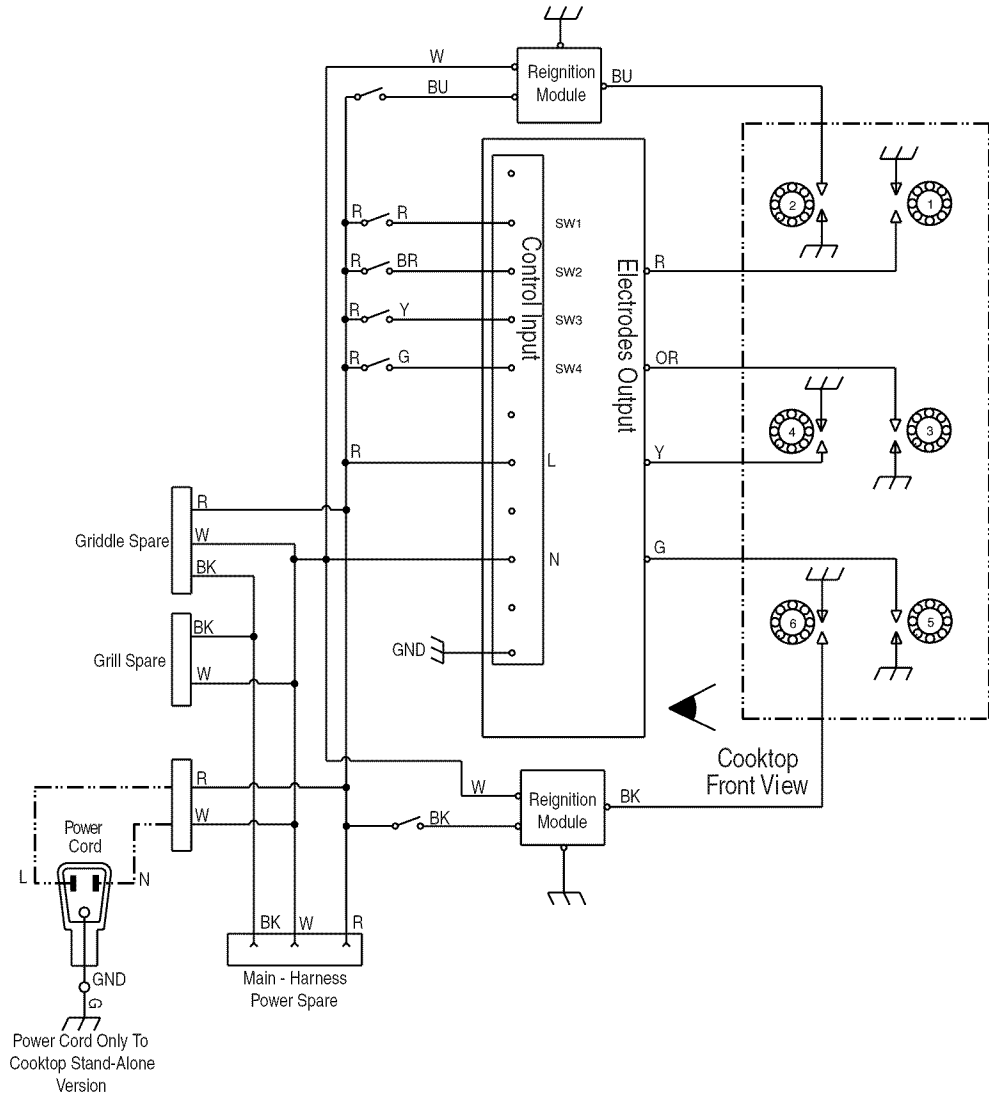 W
Reignition
Module
BU
BU
2
1
R
R
SW1
R
BR
SW2
R
Y
SW3
R
G
SW4
Control Input
Electrodes Output
R
OR
4
3
Y
R
L
R
Griddle Spare
W
BK
N
G
6
5
BK
Grill Spare
W
GND
Cooktop
Front View
R
W
W
Reignition
Module
BK
BK
Power
Cord
L
N
BK
W
R
Main - Harness
Power Spare
GND
G
Power Cord Only To
Cooktop Stand-Alone
Version